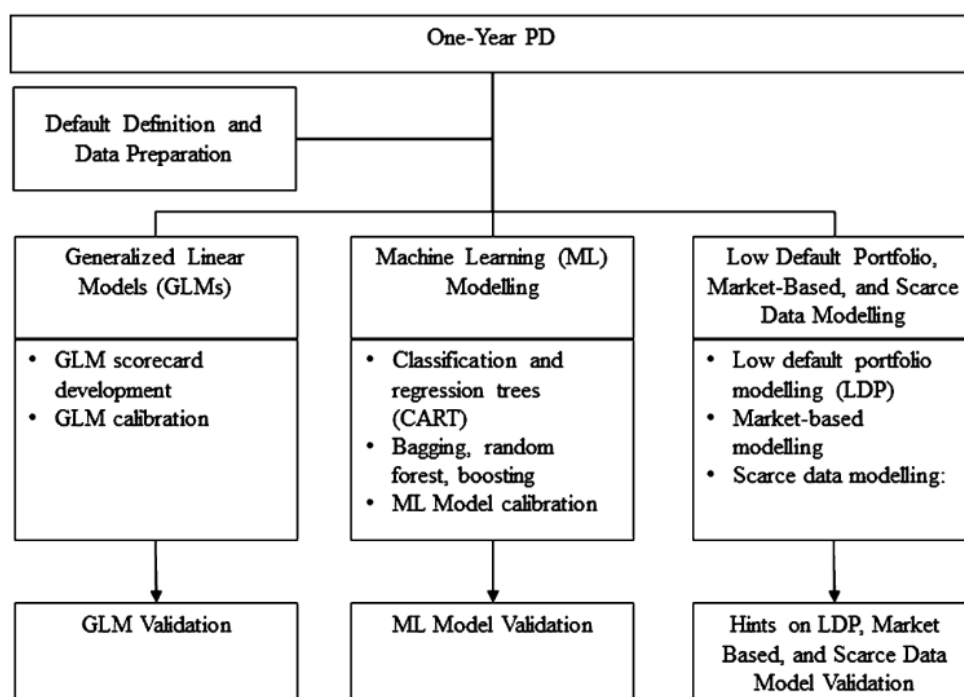 One-Year PD
Default Definition and
Data Preparation
Generalized Linear
Models (GLMs)
• GLM scorecard
development
• GLM calibration
GLM Validation
Machine Learning (ML)
Modelling
• Classification and
regression trees
(CART)
• Bagging, random
forest, boosting
• ML Model calibration
ML Model Validation
Low Default Portfolio,
Market-Based, and Scarce
Data Modelling
• Low default portfolio
modelling (LDP)
• Market-based
modelling
• Scarce data modelling:
Hints on LDP, Market
Based, and Scarce Data
Model Validation